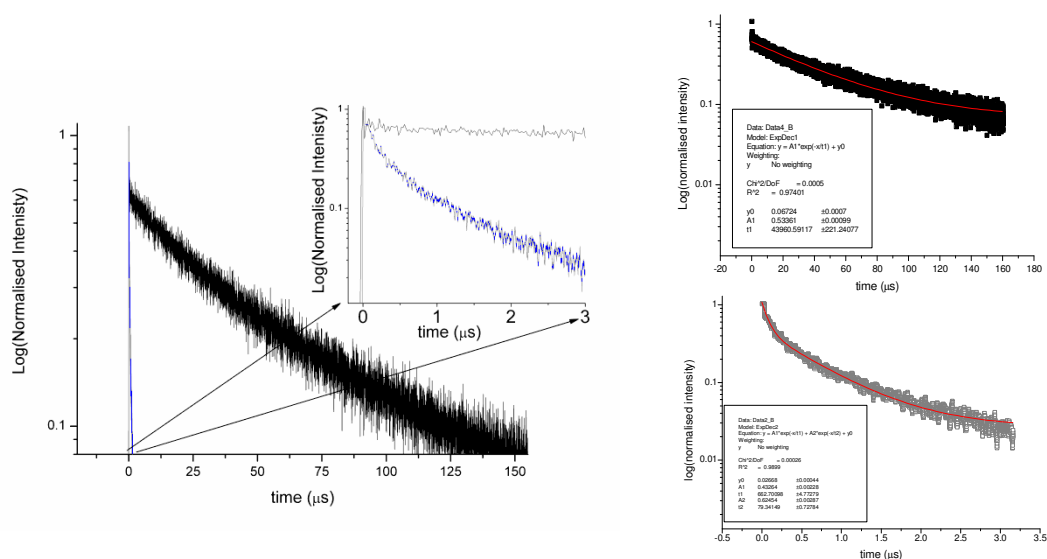 Log(Normalised Intenisty)
1
0.1
0
25
50
75
100
125
150
time (μs)
Log(Normalised Intenisty)
0.1
0
1
2
3
time (μs)
Log(normalised intensity)
1
0.1
0.01
-20
0
20
40
60
80
100
120
140
160
180
time (μs)
Data: Data4_B
Model: ExpDec1
Equation: y = A1*exp(-x/t1) + y0
Weighting:
y No weighting
Chi^2/DoF = 0.0005
R^2 = 0.97401
y0 0.06724 ±0.0007
A1 0.53361 ±0.00099
t1 43960.59117 ±221.24077
log(normalised intensity)
1
0.1
0.01
-0.5
0.0
0.5
1.0
1.5
2.0
2.5
3.0
3.5
time (μs)
Data: Data2_B
Model: ExpDec2
Equation: y = A1*exp(-x/t1) + A2*exp(-x/t2) + y0
Weighting:
y No weighting
Chi^2/DoF = 0.00026
R^2 = 0.9899
y0 0.02668 ±0.00044
A1 0.43264 ±0.00228
t1 662.70098 ±4.77279
A2 0.62454 ±0.00287
t2 79.34149 ±0.72784